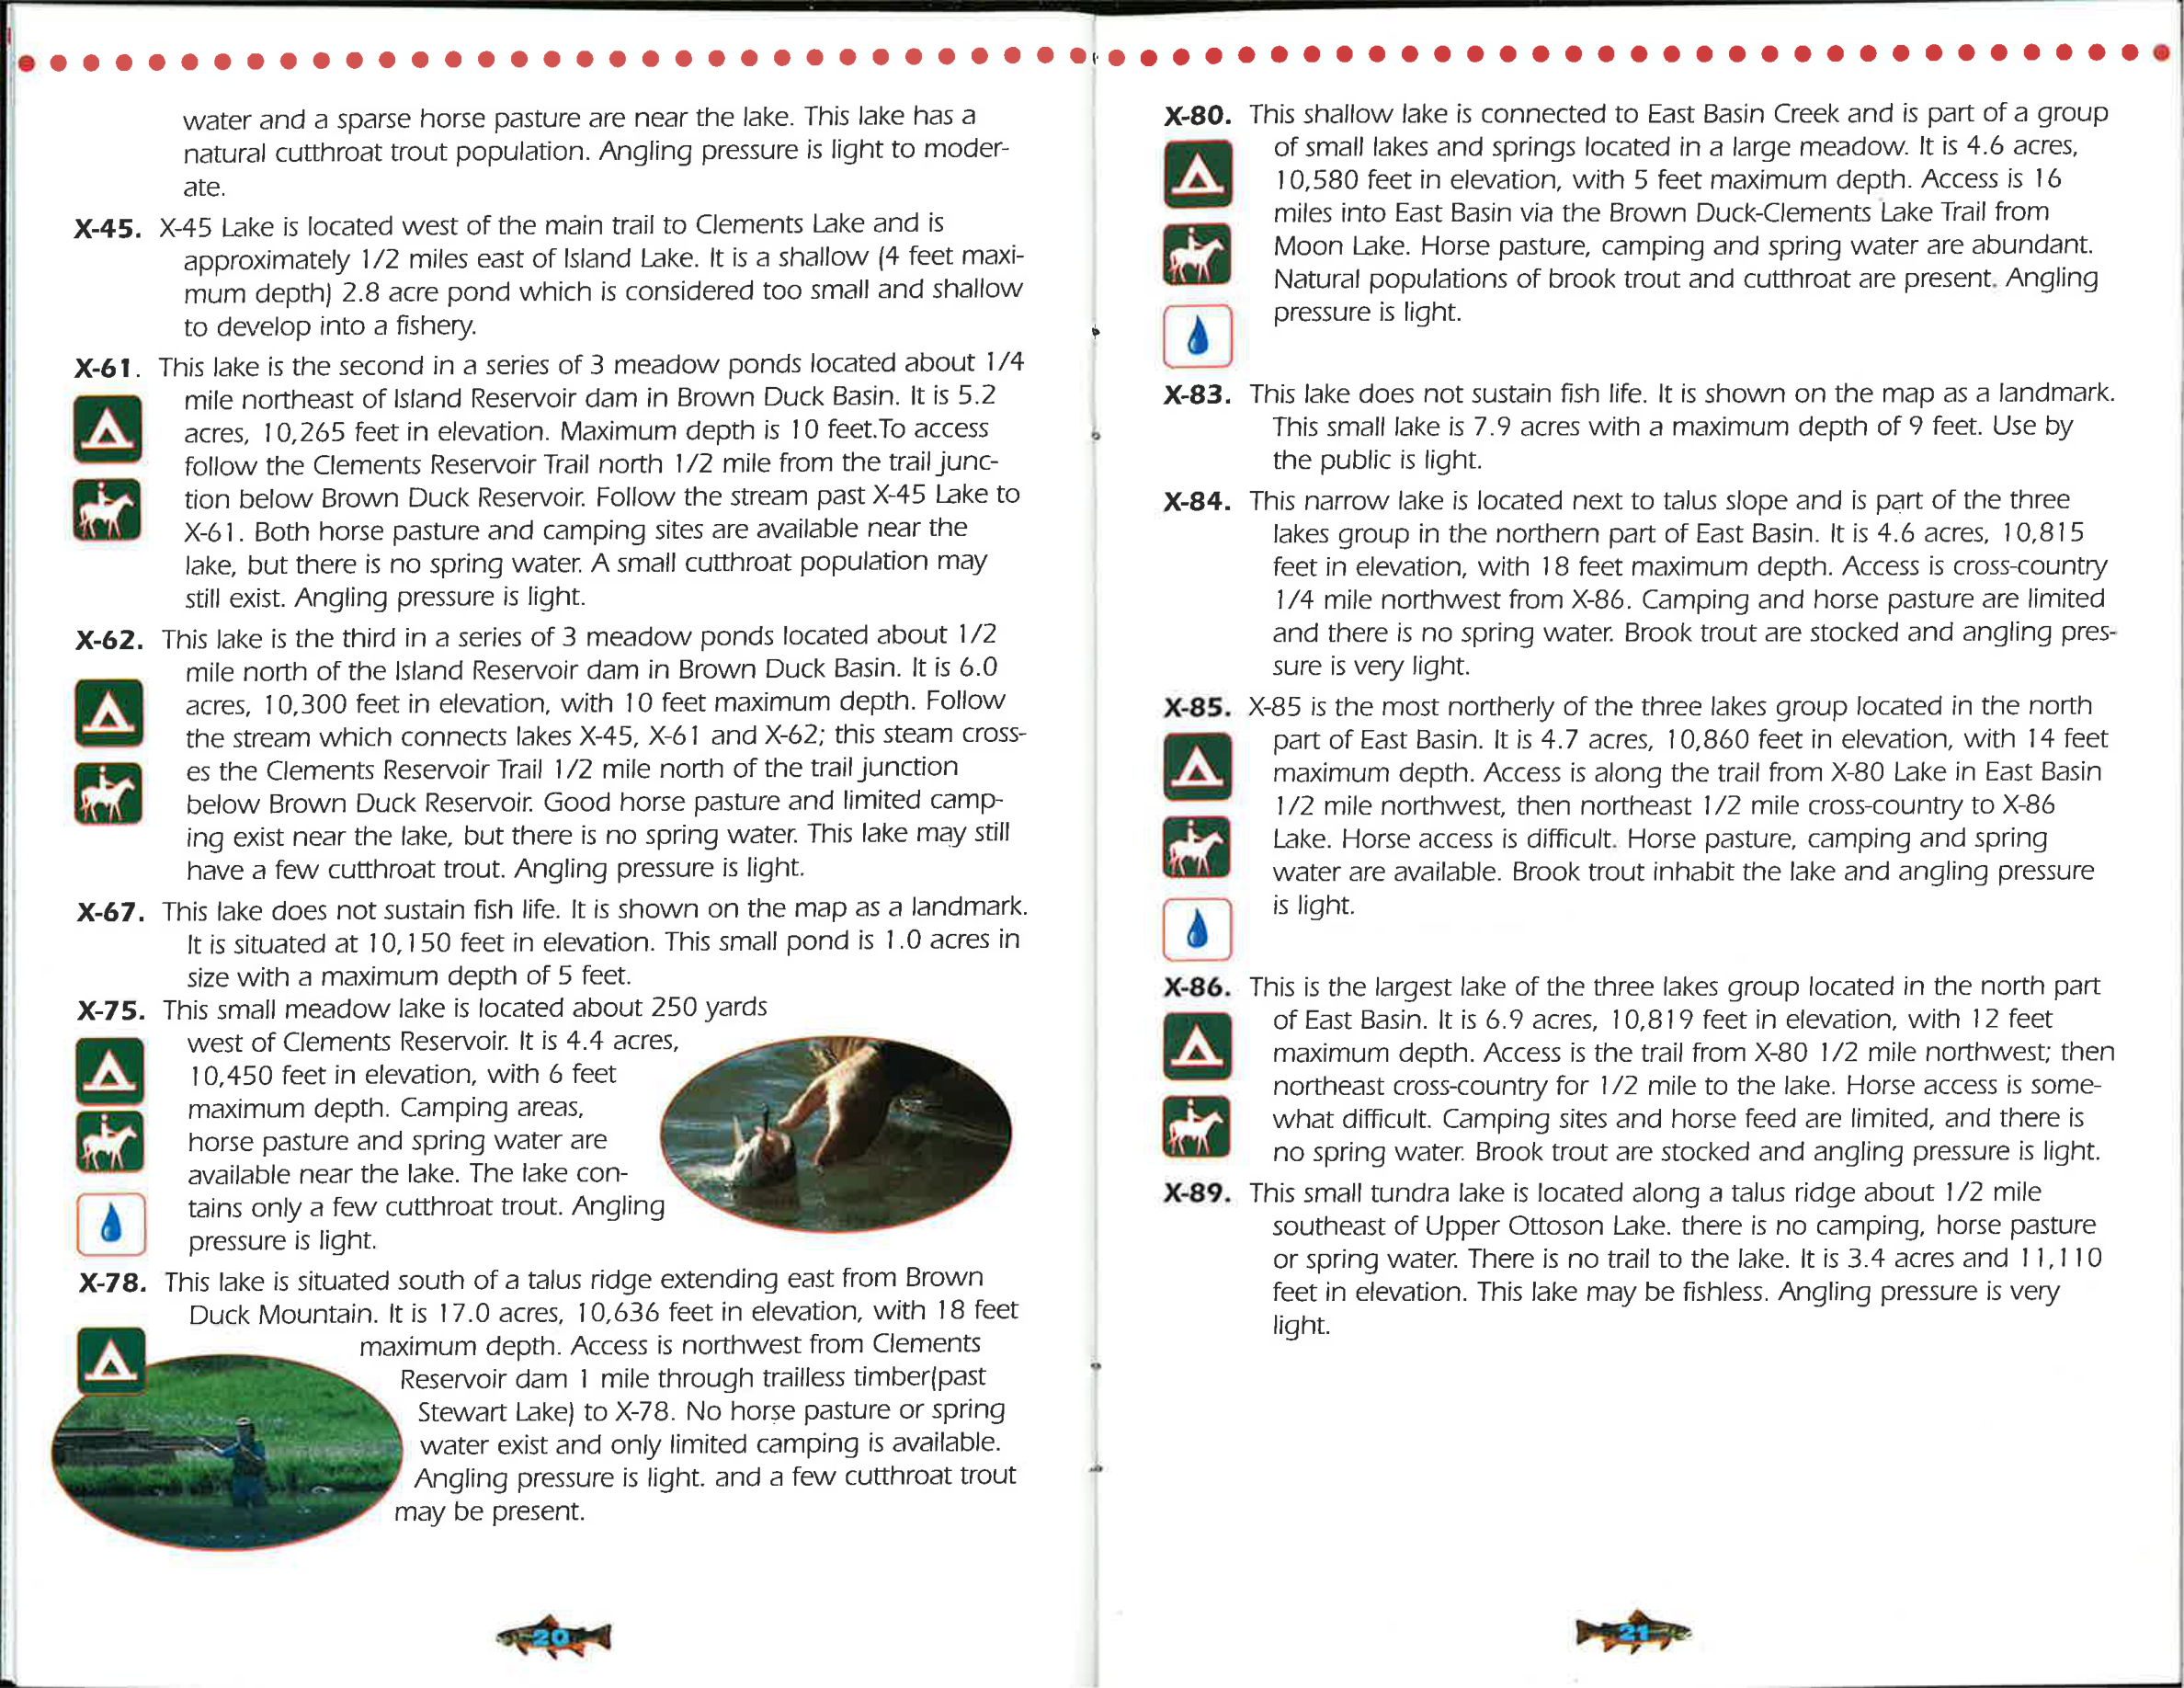 water and a sparse horse pasture are near the lake. This lake has a
natural cutthroat trout population. Angling pressure is light to moder-
ate.
X-45. X-45 Lake is located west of the main trail to Clements Lake and is
approximately 1/2 miles east of Island Lake. It is a shallow (4 feet maxi-
mum depth) 2.8 acre pond which is considered too small and shallow
to develop into a fishery.
X-61. This lake is the second in a series of 3 meadow ponds located about 1/4
mile northeast of Island Reservoir dam in Brown Duck Basin. It is 5.2
acres, 10,265 feet in elevation. Maximum depth is 10 feet.To access
follow the Clements Reservoir Trail north 1/2 mile from the trail junc-
tion below Brown Duck Reservoir. Follow the stream past X-45 Lake to
X-61. Both horse pasture and camping sites are available near the
lake, but there is no spring water. A small cutthroat population may
still exist. Angling pressure is light.
X-62. This lake is the third in a series of 3 meadow ponds located about 1/2
mile north of the Island Reservoir dam in Brown Duck Basin. It is 6.0
acres, 10,300 feet in elevation, with 10 feet maximum depth. Follow
the stream which connects lakes X-45, X-61 and X-62; this steam cross-
es the Clements Reservoir Trail 1/2 mile north of the trail junction
below Brown Duck Reservoir. Good horse pasture and limited camp-
ing exist near the lake, but there is no spring water. This lake may still
have a few cutthroat trout. Angling pressure is light.
X-67. This lake does not sustain fish life. It is shown on the map as a landmark.
It is situated at 10,150 feet in elevation. This small pond is 1.0 acres in
size with a maximum depth of 5 feet.
X-75. This small meadow lake is located about 250 yards
west of Clements Reservoir. It is 4.4 acres,
10,450 feet in elevation, with 6 feet
maximum depth. Camping areas,
horse pasture and spring water are
available near the lake. The lake con-
tains only a few cutthroat trout. Angling
pressure is light.
X-78. This lake is situated south of a talus ridge extending east from Brown
Duck Mountain. It is 17.0 acres, 10,636 feet in elevation, with 18 feet
maximum depth. Access is northwest from Clements
Reservoir dam 1 mile through trailless timber(past
Stewart Lake) to X-78. No horse pasture or spring
water exist and only limited camping is available.
Angling pressure is light. and a few cutthroat trout
may be present.
20
X-80. This shallow lake is connected to East Basin Creek and is part of a group
of small lakes and springs located in a large meadow. It is 4.6 acres,
10,580 feet in elevation, with 5 feet maximum depth. Access is 16
miles into East Basin via the Brown Duck-Clements Lake Trail from
Moon Lake. Horse pasture, camping and spring water are abundant.
Natural populations of brook trout and cutthroat are present. Angling
pressure is light.
X-83. This lake does not sustain fish life. It is shown on the map as a landmark.
This small lake is 7.9 acres with a maximum depth of 9 feet. Use by
the public is light.
X-84. This narrow lake is located next to talus slope and is part of the three
lakes group in the northern part of East Basin. It is 4.6 acres, 10,815
feet in elevation, with 18 feet maximum depth. Access is cross-country
1/4 mile northwest from X-86. Camping and horse pasture are limited
and there is no spring water. Brook trout are stocked and angling pres-
sure is very light.
X-85. X-85 is the most northerly of the three lakes group located in the north
part of East Basin. It is 4.7 acres, 10,860 feet in elevation, with 14 feet
maximum depth. Access is along the trail from X-80 Lake in East Basin
1/2 mile northwest, then northeast 1/2 mile cross-country to X-86
Lake. Horse access is difficult. Horse pasture, camping and spring
water are available. Brook trout inhabit the lake and angling pressure
is light.
X-86. This is the largest lake of the three lakes group located in the north part
of East Basin. It is 6.9 acres, 10,819 feet in elevation, with 12 feet
maximum depth. Access is the trail from X-80 1/2 mile northwest; then
northeast cross-country for 1/2 mile to the lake. Horse access is some-
what difficult. Camping sites and horse feed are limited, and there is
no spring water. Brook trout are stocked and angling pressure is light.
X-89. This small tundra lake is located along a talus ridge about 1/2 mile
southeast of Upper Ottoson Lake. there is no camping, horse pasture
or spring water. There is no trail to the lake. It is 3.4 acres and 11,110
feet in elevation. This lake may be fishless. Angling pressure is very
light.
21